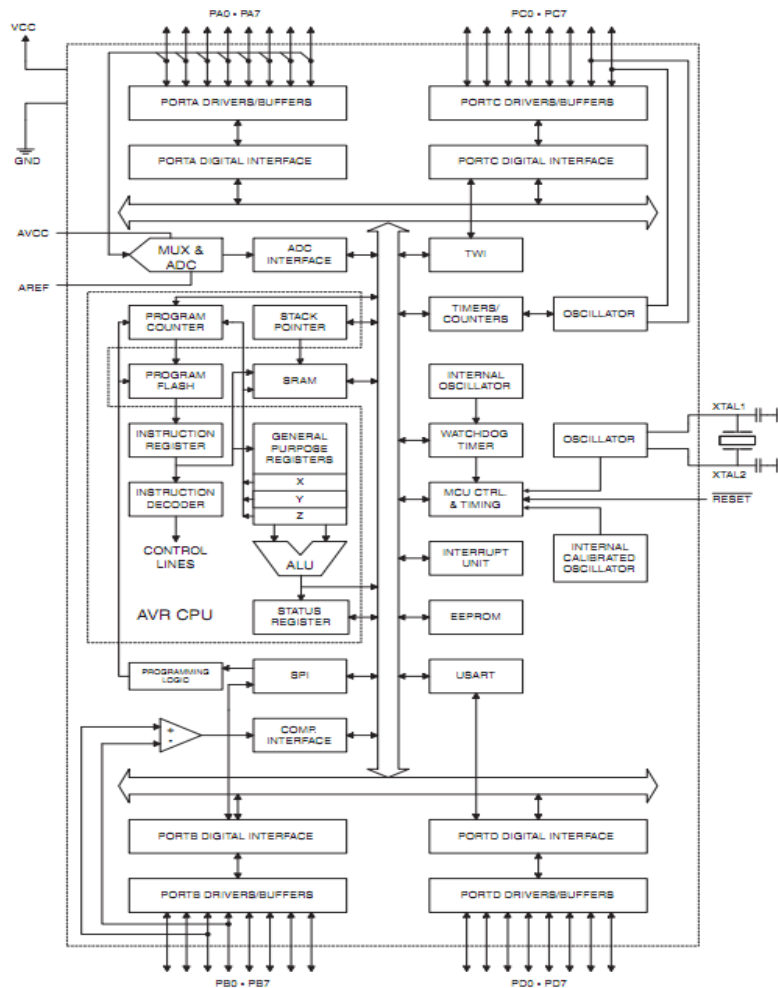 PA0 - PA7
PC0 - PC7
VCC
PORTA DRIVERS/BUFFERS
PORTC DRIVERS/BUFFERS
GND
PORTA DIGITAL INTERFACE
PORTC DIGITAL INTERFACE
AVCC
MUX &
ADC
ADC
INTERFACE
TWI
AREF
PROGRAM
COUNTER
STACK
POINTER
TIMERS/
COUNTERS
OSCILLATOR
PROGRAM
FLASH
SRAM
INTERNAL
OSCILLATOR
XTAL1
INSTRUCTION
REGISTER
GENERAL
PURPOSE
REGISTERS
WATCHDOG
TIMER
OSCILLATOR
XTAL2
X
Y
Z
INSTRUCTION
DECODER
MCU CTRL.
& TIMING
RESET
CONTROL
LINES
ALU
INTERRUPT
UNIT
INTERNAL
CALIBRATED
OSCILLATOR
AVR CPU
STATUS
REGISTER
EEPROM
PROGRAMMING
LOGIC
SPI
USART
+
-
COMP.
INTERFACE
PORTB DIGITAL INTERFACE
PORTD DIGITAL INTERFACE
PORTB DRIVERS/BUFFERS
PORTD DRIVERS/BUFFERS
PB0 - PB7
PD0 - PD7